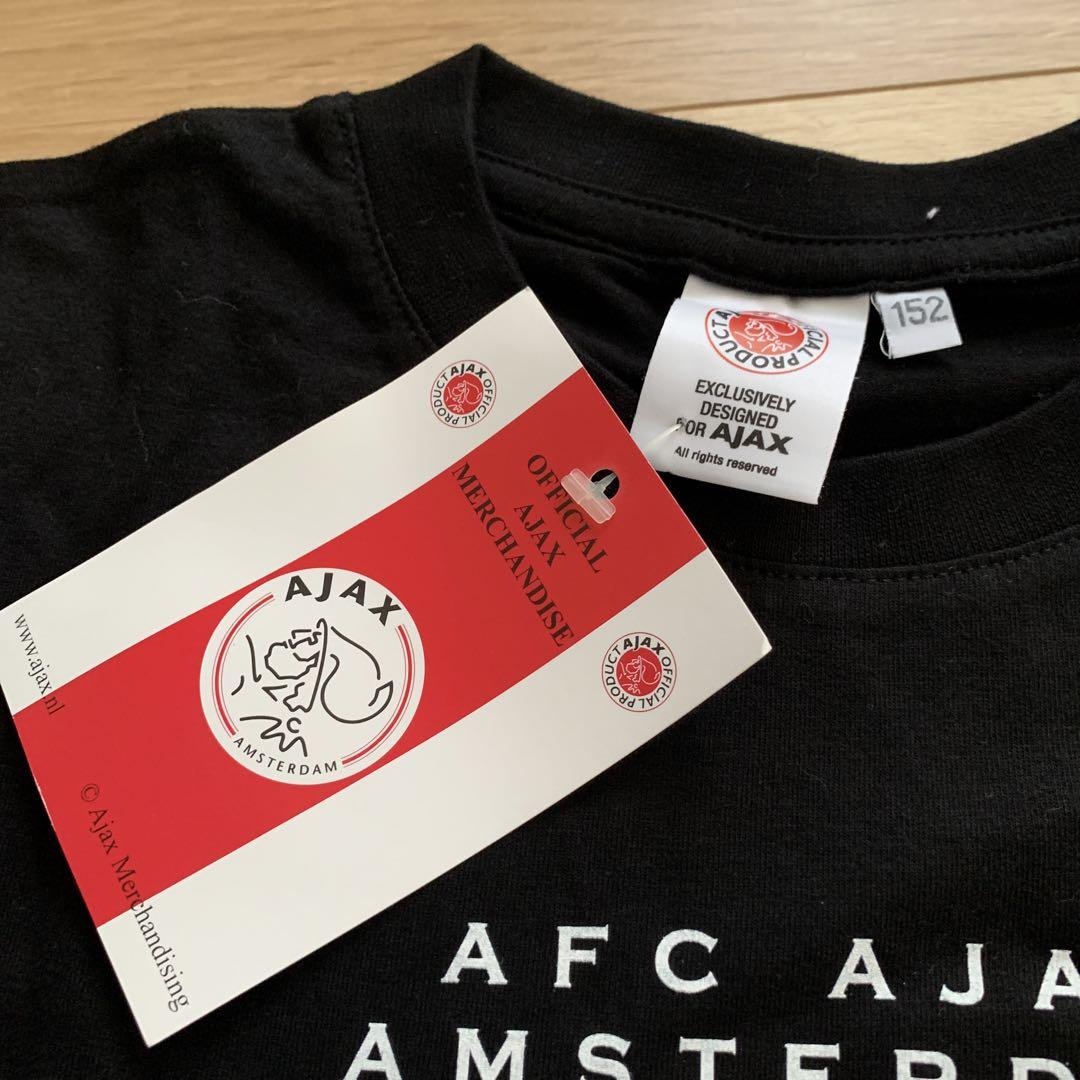 152
AJAX OFFICIAL PRODUCT
EXCLUSIVELY
DESIGNED
FOR AJAX
All rights reserved
AJAX OFFICIAL PRODUCT
OFFICIAL
AJAX
MERCHANDISE
AJAX OFFICIAL PRODUCT
AJAX
AMSTERDAM
www.ajax.nl
© Ajax Merchandising
AFC AJA
AMSTERD